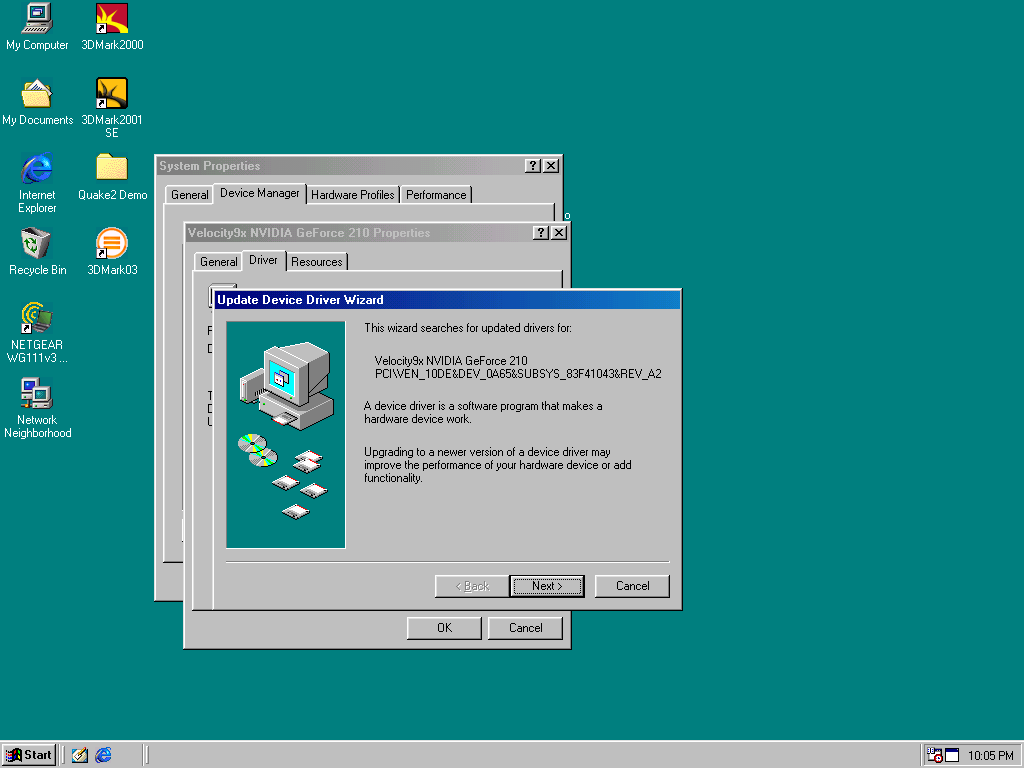 My Computer
3DMark2000
My Documents
3DMark2001
SE
Internet
Explorer
Quake2 Demo
Recycle Bin
3DMark03
NETGEAR
WG111v3 ...
Network
Neighborhood
System Properties
General
Device Manager
Hardware Profiles
Performance
Velocity9x NVIDIA GeForce 210 Properties
General
Driver
Resources
Update Device Driver Wizard
This wizard searches for updated drivers for:
Velocity9x NVIDIA GeForce 210
PCI\VEN_10DE&DEV_0A65&SUBSYS_83F41043&REV_A2
A device driver is a software program that makes a
hardware device work.
Upgrading to a newer version of a device driver may
improve the performance of your hardware device or add
functionality.
< Back
Next >
Cancel
OK
Cancel
Start
10:05 PM